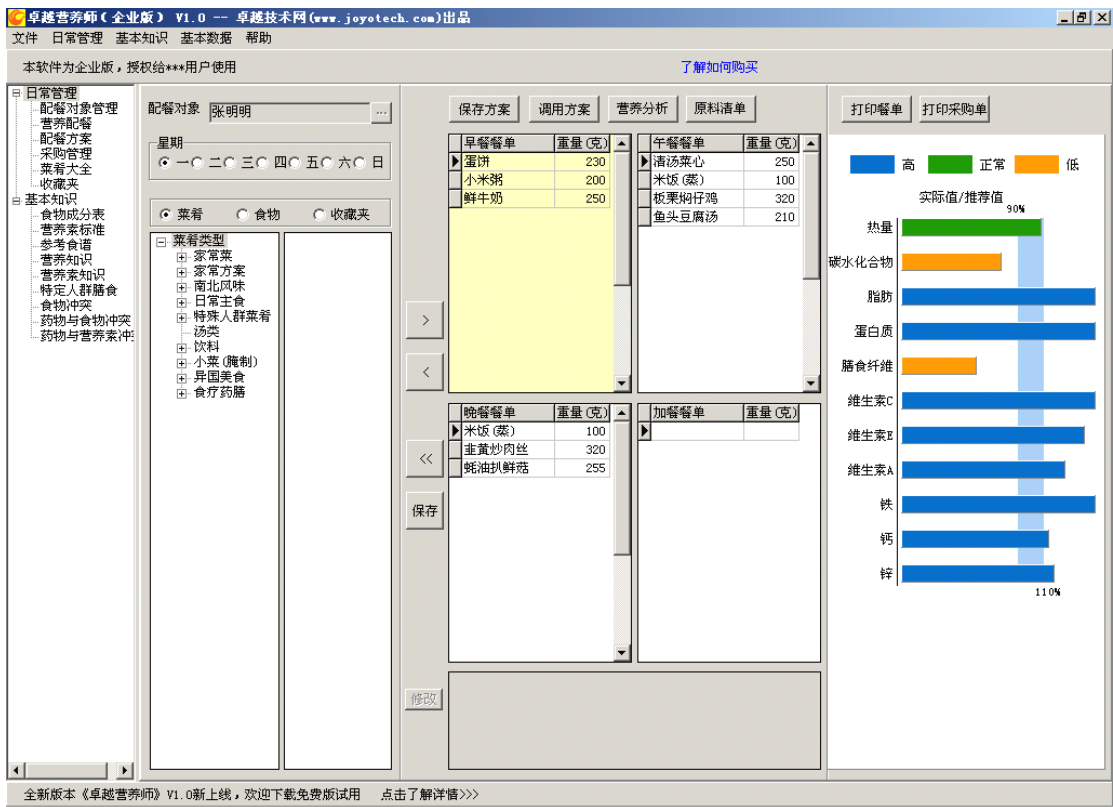 卓越营养师(企业版) V1.0 -- 卓越技术网(www.joyotech.com)出品
文件 日常管理 基本知识 基本数据 帮助
本软件为企业版，授权给***用户使用
了解如何购买
日常管理
配餐对象管理
营养配餐
配餐方案
采购管理
菜肴大全
收藏夹
基本知识
食物成分表
营养素标准
参考食谱
营养知识
营养素知识
特定人群膳食
食物冲突
药物与食物冲突
药物与营养素冲
配餐对象 张明明 ...
星期
一 二 三 四 五 六 日
菜肴 食物 收藏夹
菜肴类型
家常菜
家常方案
南北风味
日常主食
特殊人群菜肴
汤类
饮料
小菜(腌制)
异国美食
食疗药膳
>
<
<<
保存
修改
保存方案 调用方案 营养分析 原料清单
早餐餐单 重量(克)
蛋饼 230
小米粥 200
鲜牛奶 250
午餐餐单 重量(克)
清汤菜心 250
米饭(蒸) 100
板栗焖仔鸡 320
鱼头豆腐汤 210
晚餐餐单 重量(克)
米饭(蒸) 100
韭黄炒肉丝 320
蚝油扒鲜菇 255
加餐餐单 重量(克)
打印餐单 打印采购单
高 正常 低
实际值/推荐值
90%
热量
碳水化合物
脂肪
蛋白质
膳食纤维
维生素C
维生素E
维生素A
铁
钙
锌
110%
全新版本《卓越营养师》V1.0新上线，欢迎下载免费版试用 点击了解详情>>>